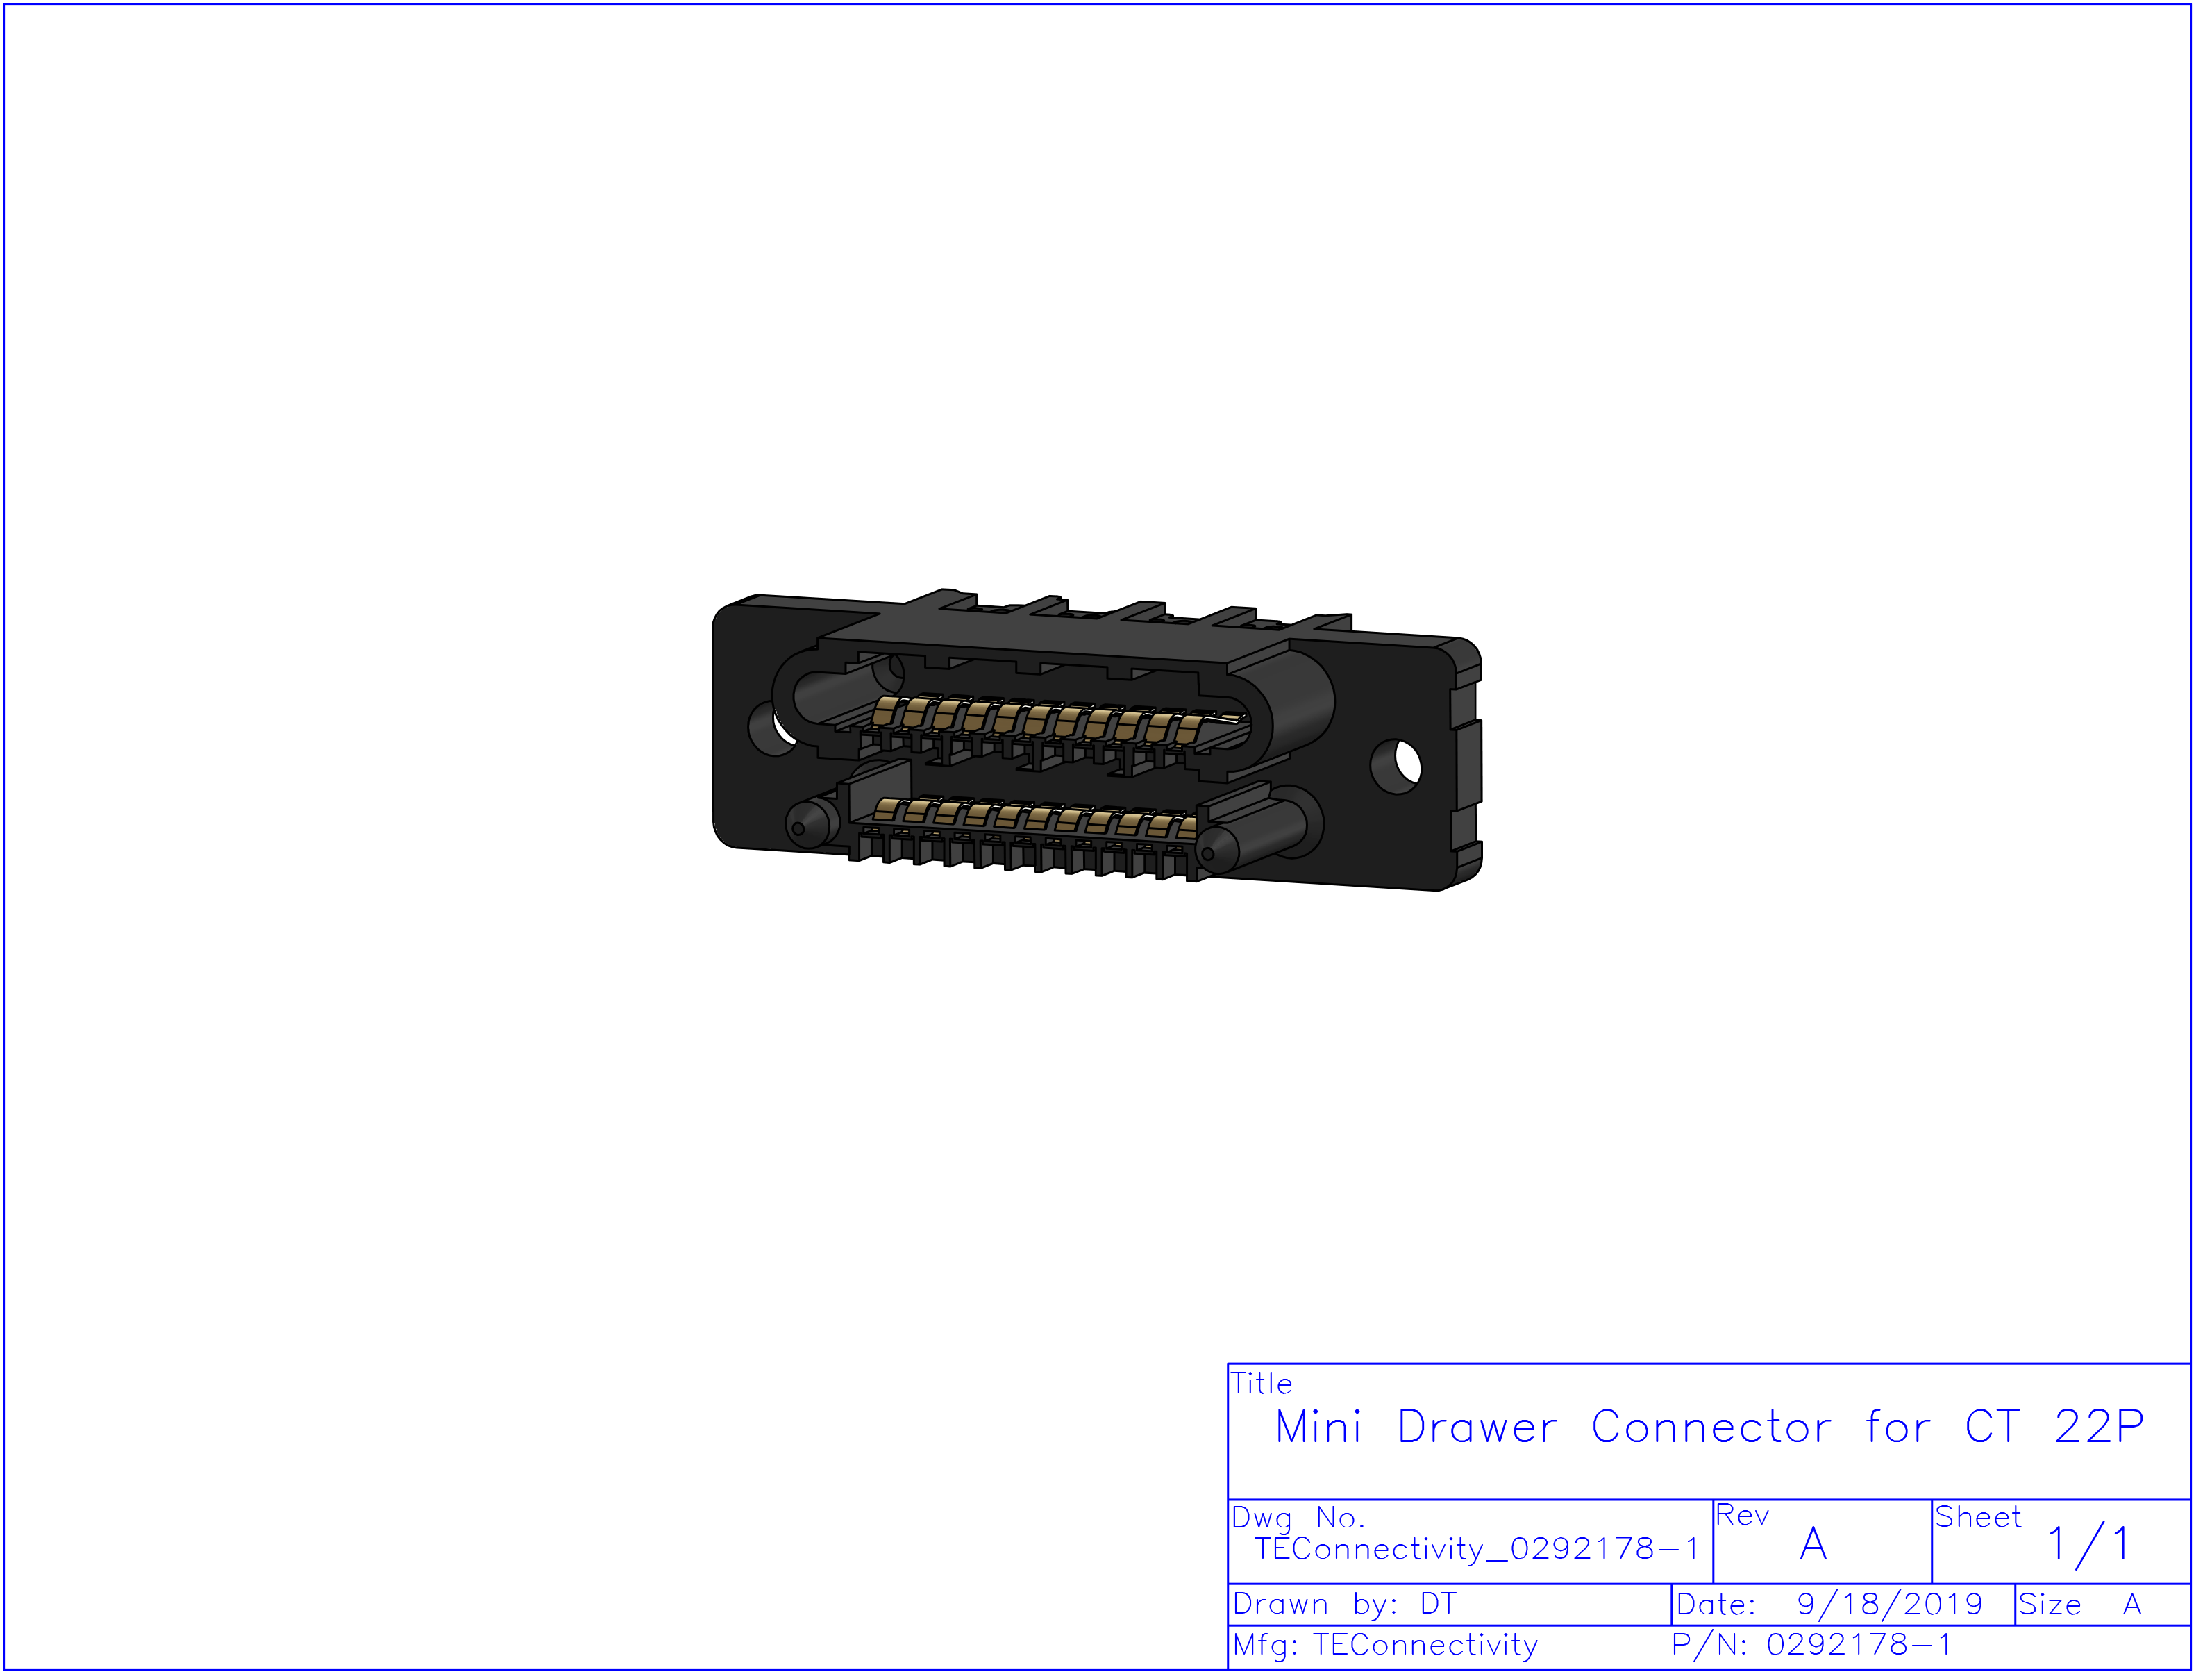 Title
Mini Drawer Connector for CT 22P
Dwg No.
TEConnectivity_0292178-1
Rev
A
Sheet
1/1
Drawn by: DT
Date: 9/18/2019
Size A
Mfg: TEConnectivity
P/N: 0292178-1